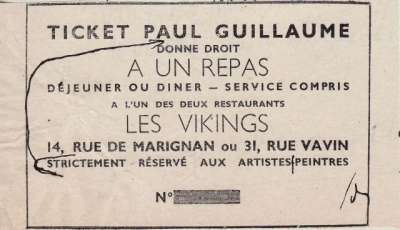 TICKET PAUL GUILLAUME
DONNE DROIT
A UN REPAS
DÉJEUNER OU DINER – SERVICE COMPRIS
A L'UN DES DEUX RESTAURANTS
LES VIKINGS
14, RUE DE MARIGNAN ou 31, RUE VAVIN
STRICTEMENT RÉSERVÉ AUX ARTISTES PEINTRES
N°